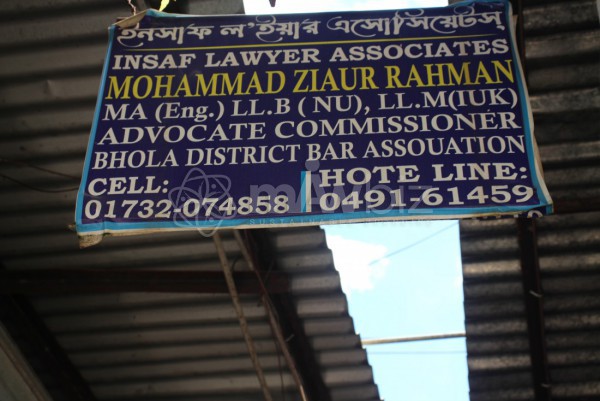 ইনসাফ ল'ইয়ার এসোসিয়েটস্
INSAF LAWYER ASSOCIATES
MOHAMMAD ZIAUR RAHMAN
MA (Eng.) LL.B ( NU), LL.M(IUK)
ADVOCATE COMMISSIONER
BHOLA DISTRICT BAR ASSOUATION
CELL:
01732-074858
HOTE LINE:
0491-61459